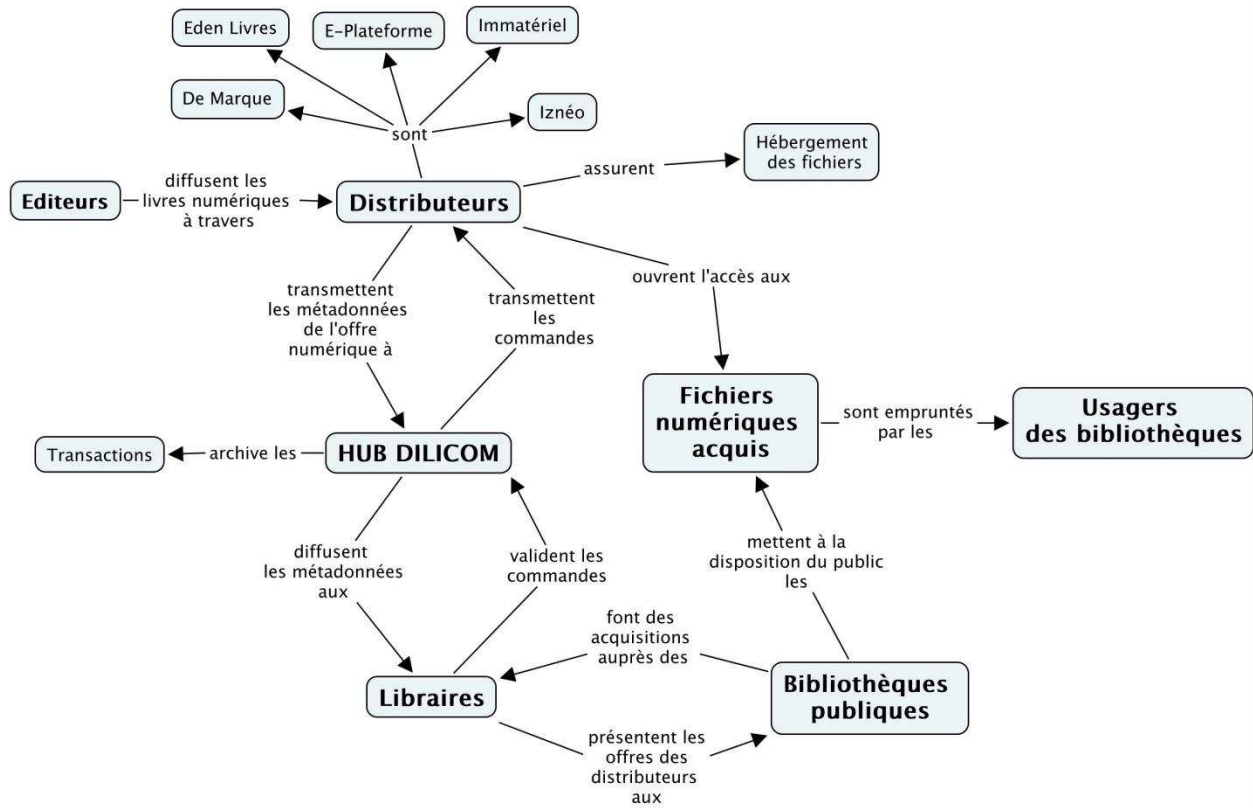 Eden Livres
E-Plateforme
Immatériel
De Marque
Iznéo
sont
Hébergement
des fichiers
assurent
Editeurs
diffusent les
livres numériques
à travers
Distributeurs
ouvrent l'accès aux
transmettent
les métadonnées
de l'offre
numérique à
transmettent
les
commandes
Fichiers
numériques
acquis
sont empruntés
par les
Usagers
des bibliothèques
Transactions
archive les
HUB DILICOM
diffusent
les métadonnées
aux
valident les
commandes
mettent à la
disposition du public
les
font des
acquisitions
auprès des
Libraires
Bibliothèques
publiques
présentent les
offres des
distributeurs
aux